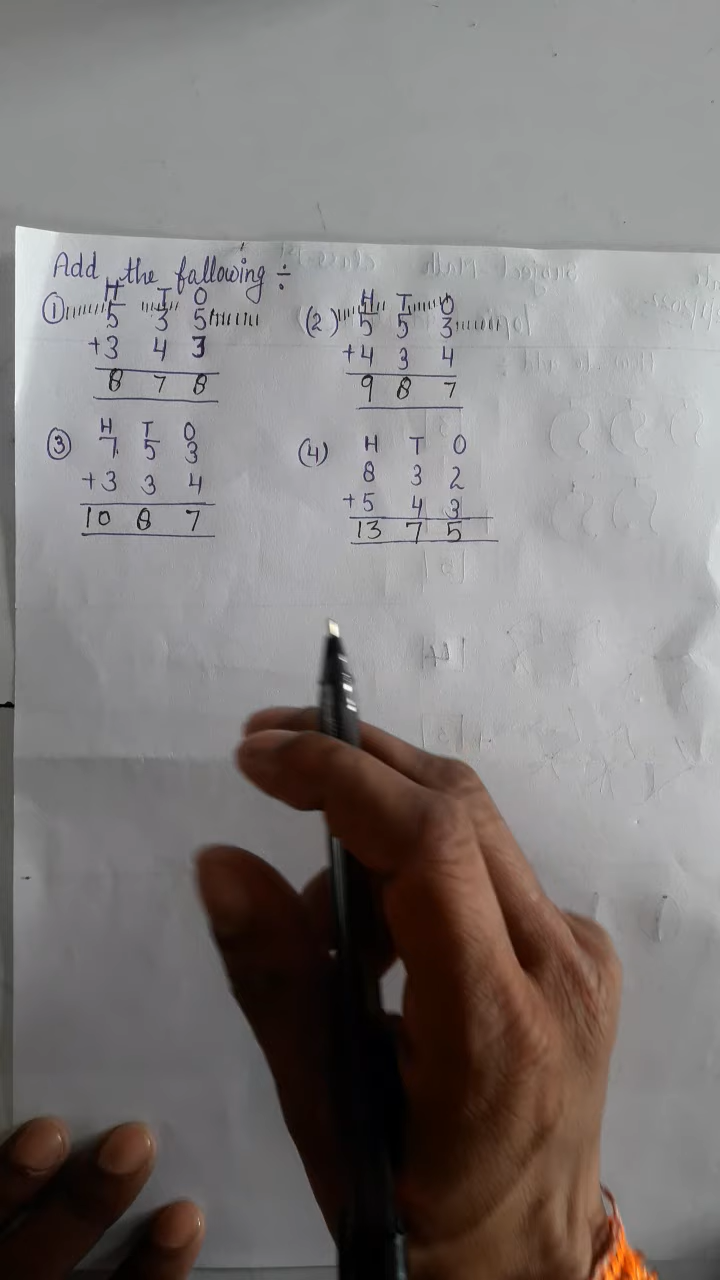 Add the fallowing ÷
① H T O
5 3 5
+3 4 3
8 7 8
(2) H T O
5 5 3
+4 3 4
9 8 7
③ H T O
7 5 3
+3 3 4
10 8 7
(4) H T O
8 3 2
+5 4 3
13 7 5